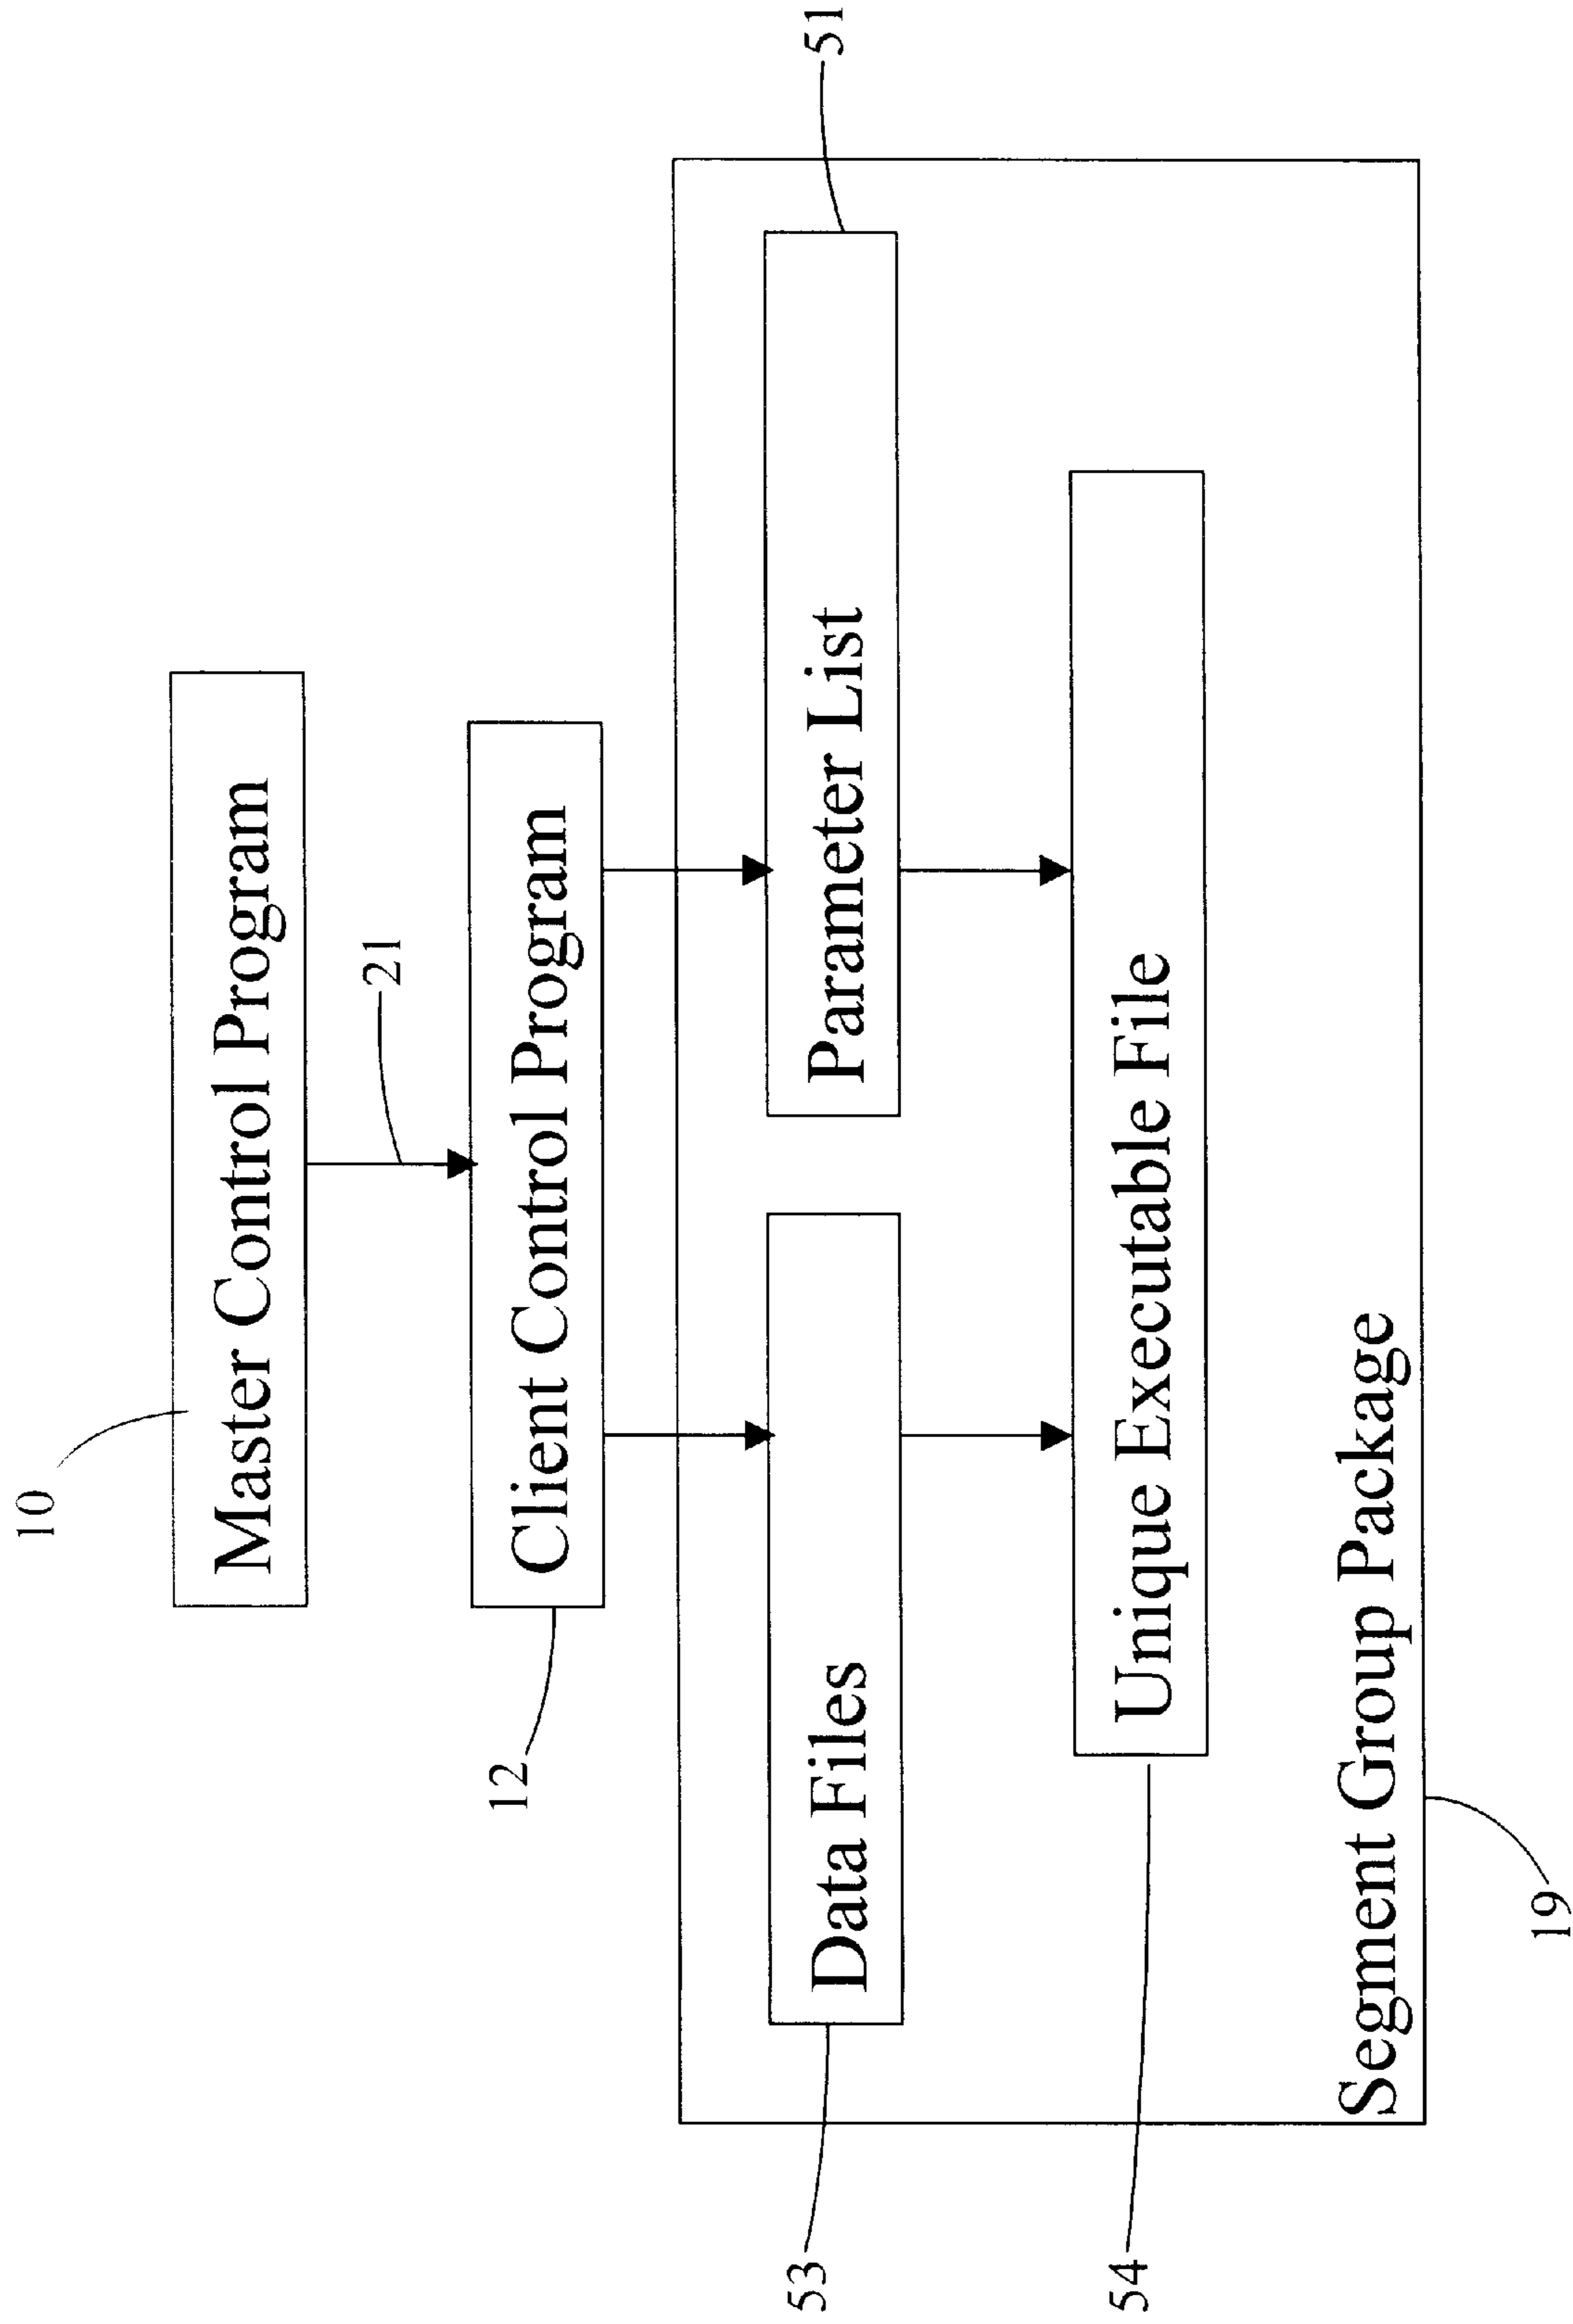 10
Master Control Program
21
12
Client Control Program
53
Data Files
Parameter List
51
54
Unique Executable File
Segment Group Package
19